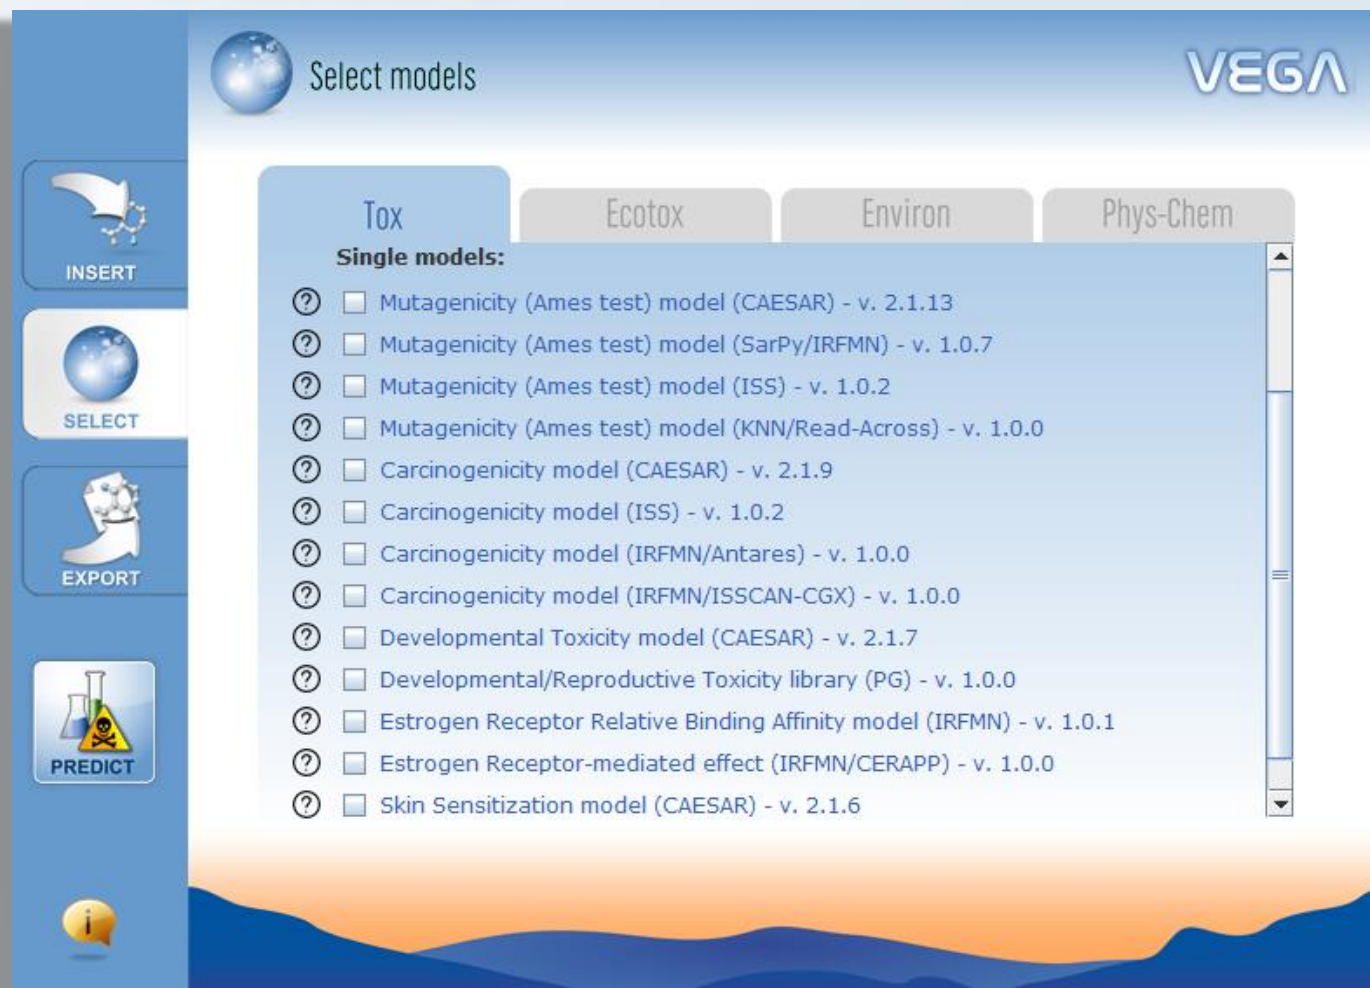 Select models
VEGA
INSERT
SELECT
EXPORT
PREDICT
i
Tox
Ecotox
Environ
Phys-Chem
Single models:
? Mutagenicity (Ames test) model (CAESAR) - v. 2.1.13
? Mutagenicity (Ames test) model (SarPy/IRFMN) - v. 1.0.7
? Mutagenicity (Ames test) model (ISS) - v. 1.0.2
? Mutagenicity (Ames test) model (KNN/Read-Across) - v. 1.0.0
? Carcinogenicity model (CAESAR) - v. 2.1.9
? Carcinogenicity model (ISS) - v. 1.0.2
? Carcinogenicity model (IRFMN/Antares) - v. 1.0.0
? Carcinogenicity model (IRFMN/ISSCAN-CGX) - v. 1.0.0
? Developmental Toxicity model (CAESAR) - v. 2.1.7
? Developmental/Reproductive Toxicity library (PG) - v. 1.0.0
? Estrogen Receptor Relative Binding Affinity model (IRFMN) - v. 1.0.1
? Estrogen Receptor-mediated effect (IRFMN/CERAPP) - v. 1.0.0
? Skin Sensitization model (CAESAR) - v. 2.1.6